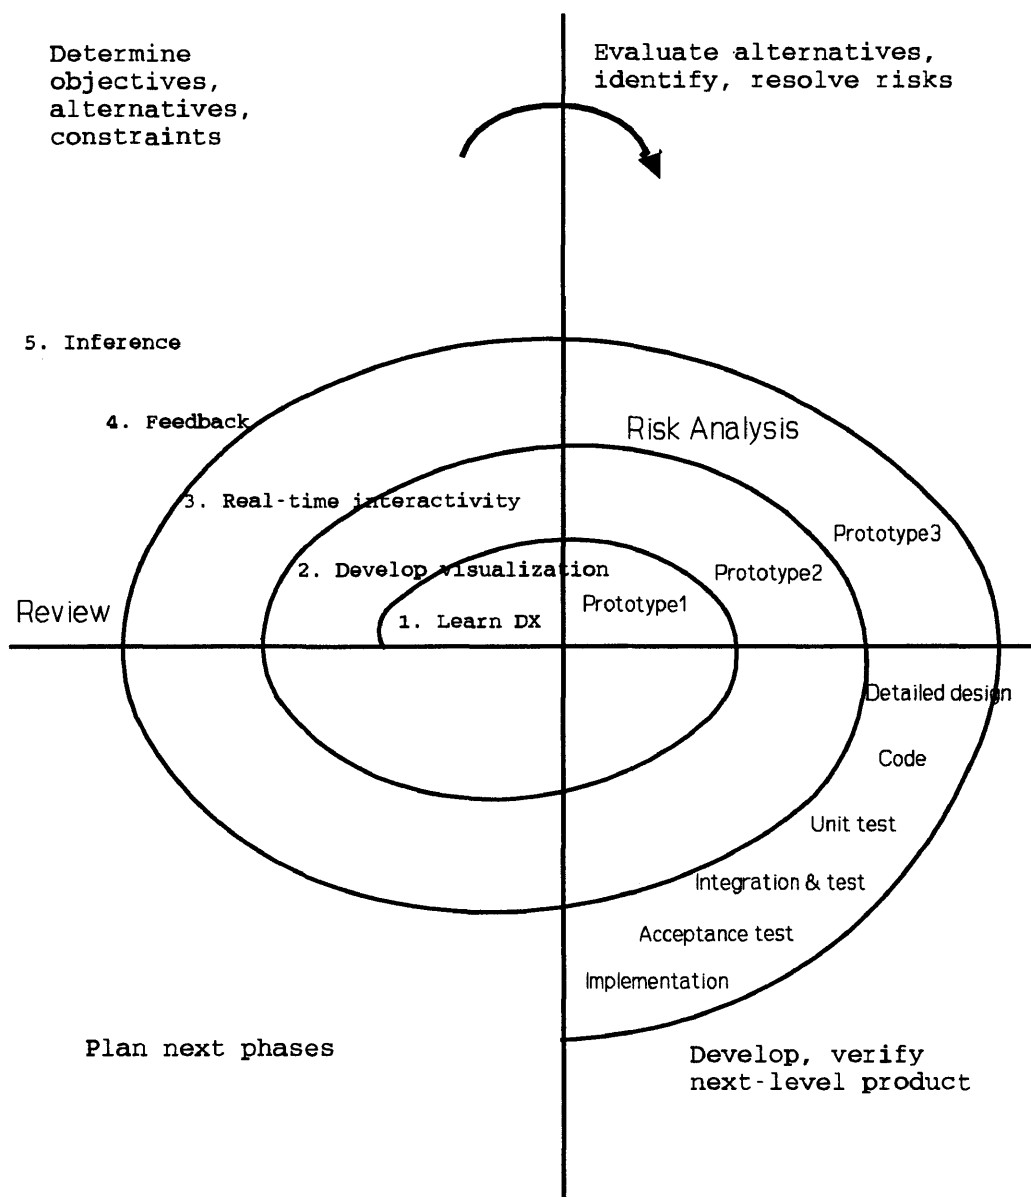 Determine
objectives,
alternatives,
constraints
Evaluate alternatives,
identify, resolve risks
5. Inference
4. Feedback
Risk Analysis
3. Real-time interactivity
Prototype3
2. Develop visualization
Prototype2
Review
1. Learn DX
Prototype1
Detailed design
Code
Unit test
Integration & test
Acceptance test
Implementation
Plan next phases
Develop, verify
next-level product